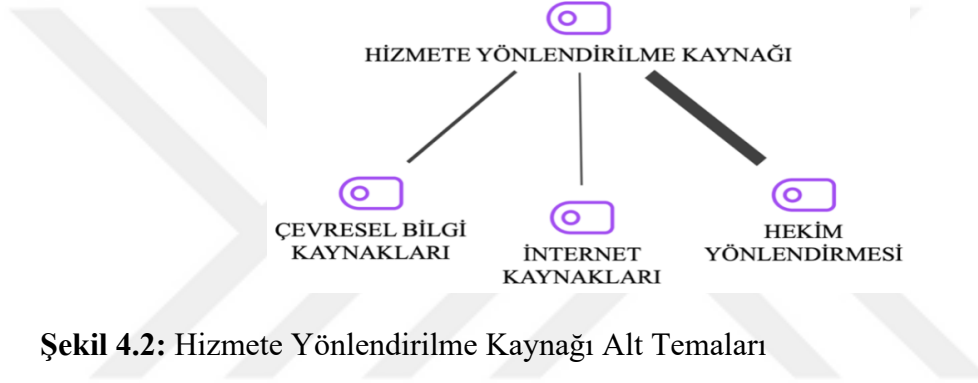 HİZMETE YÖNLENDİRİLME KAYNAĞI
ÇEVRESEL BİLGİ
KAYNAKLARI
İNTERNET
KAYNAKLARI
HEKİM
YÖNLENDİRMESİ
Şekil 4.2: Hizmete Yönlendirilme Kaynağı Alt Temaları